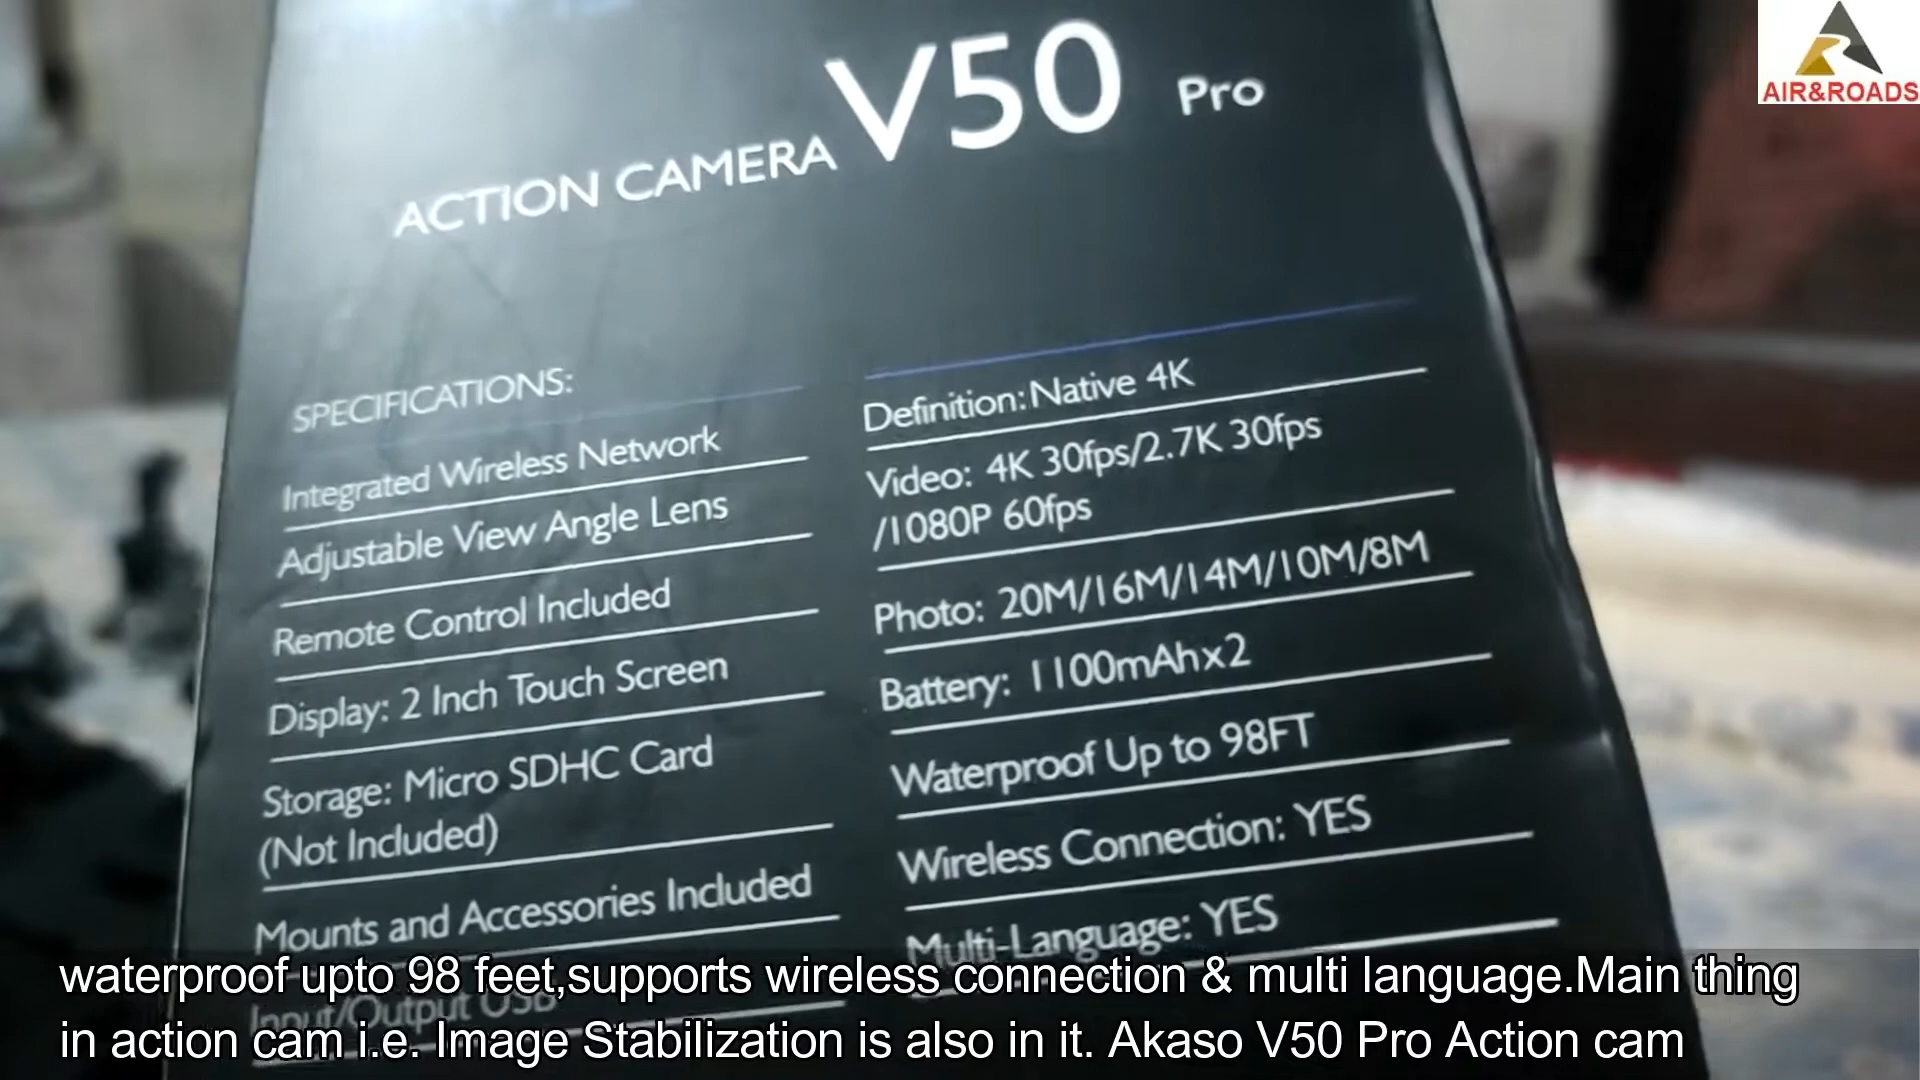 AIR&ROADS
ACTION CAMERA V50 Pro
SPECIFICATIONS:
Integrated Wireless Network
Adjustable View Angle Lens
Remote Control Included
Display: 2 Inch Touch Screen
Storage: Micro SDHC Card
(Not Included)
Mounts and Accessories Included
Input/Output USB
Definition: Native 4K
Video: 4K 30fps/2.7K 30fps
/1080P 60fps
Photo: 20M/16M/14M/10M/8M
Battery: 1100mAhx2
Waterproof Up to 98FT
Wireless Connection: YES
Multi-Language: YES
waterproof upto 98 feet,supports wireless connection & multi language.Main thing
in action cam i.e. Image Stabilization is also in it. Akaso V50 Pro Action cam